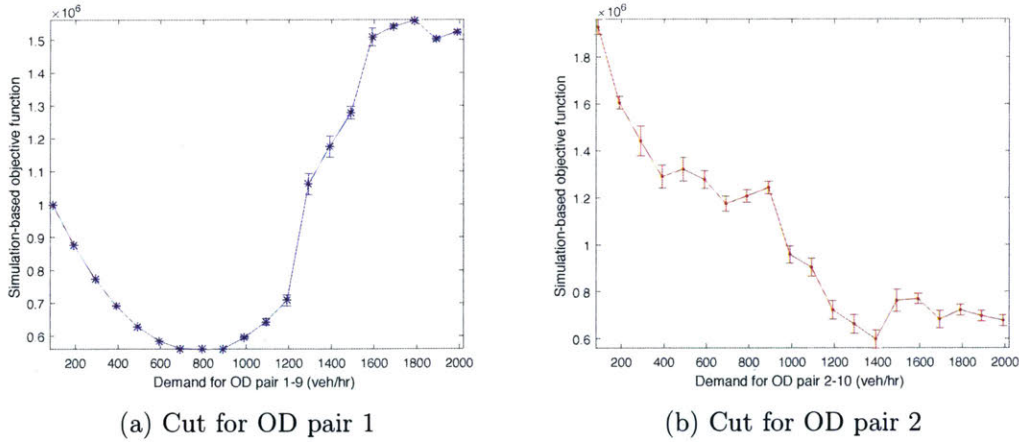 ×10⁶
1.5
1.4
1.3
1.2
1.1
1
0.9
0.8
0.7
0.6
Simulation-based objective function
200 400 600 800 1000 1200 1400 1600 1800 2000
Demand for OD pair 1-9 (veh/hr)
(a) Cut for OD pair 1
×10⁶
1.8
1.6
1.4
1.2
1
0.8
0.6
Simulation-based objective function
200 400 600 800 1000 1200 1400 1600 1800 2000
Demand for OD pair 2-10 (veh/hr)
(b) Cut for OD pair 2